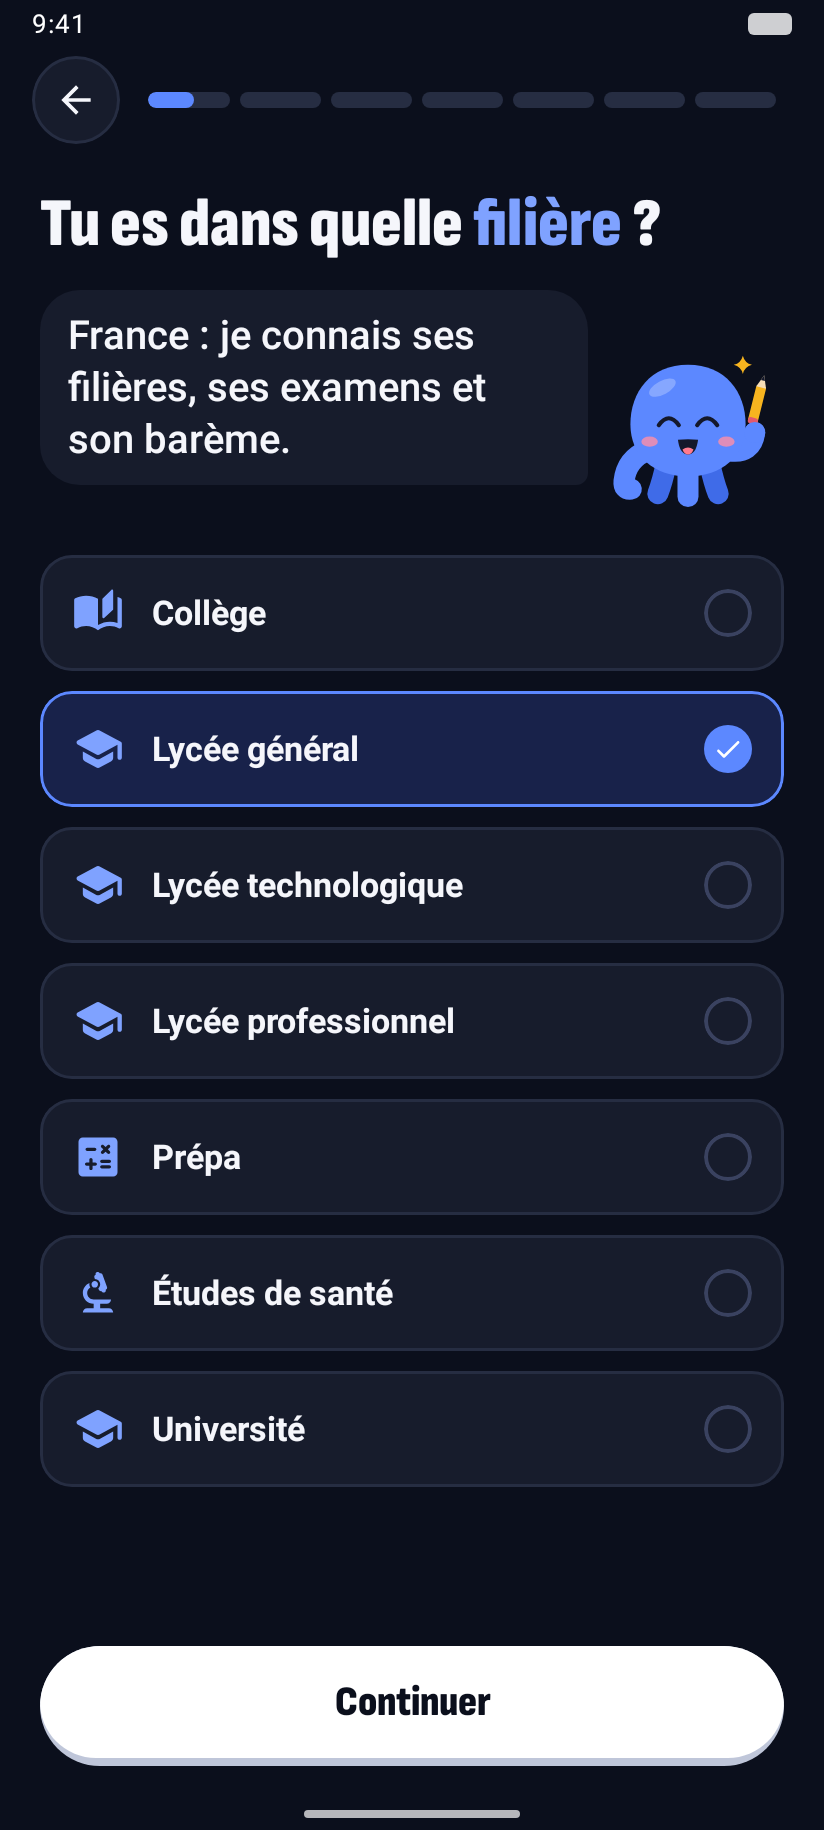 9:41
Tu es dans quelle filière ?
France : je connais ses
filières, ses examens et
son barème.
Collège
Lycée général
Lycée technologique
Lycée professionnel
Prépa
Études de santé
Université
Continuer